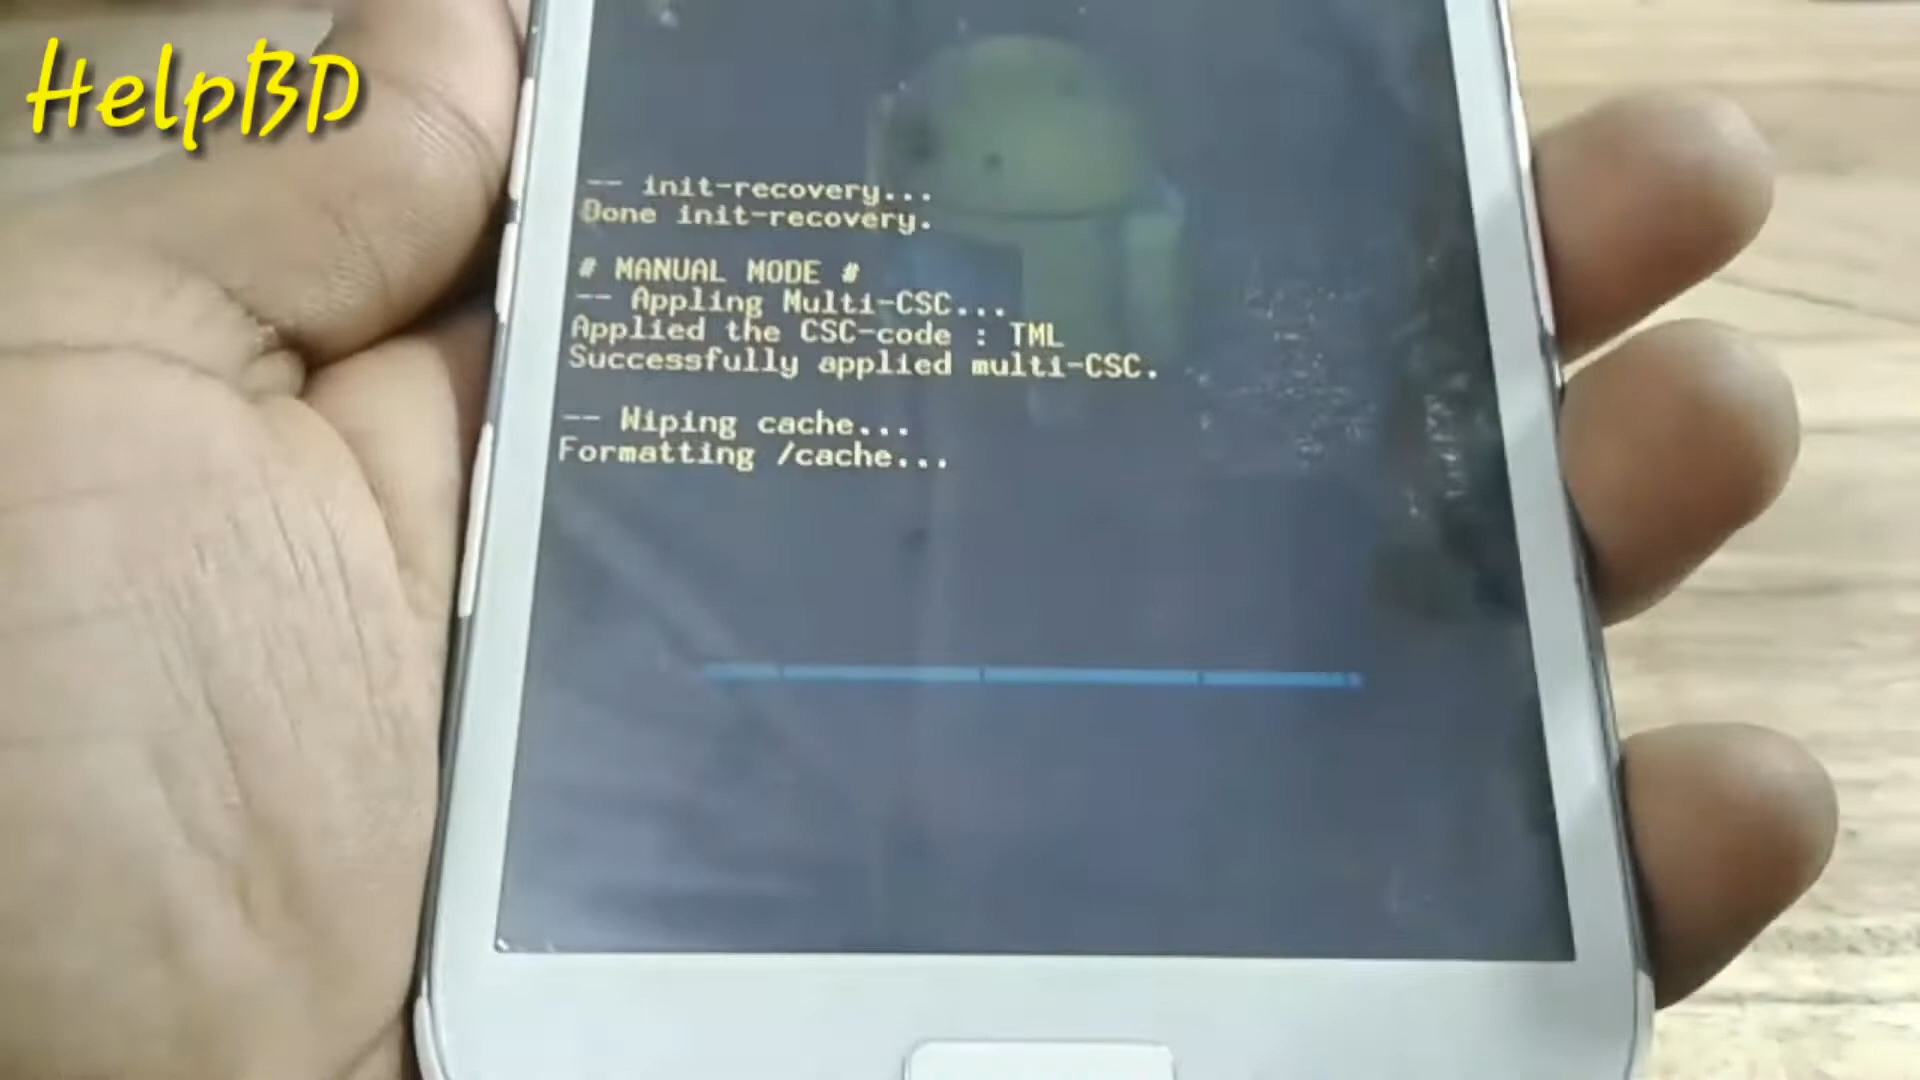 HelpBD
-- init-recovery...
Done init-recovery.
# MANUAL MODE #
-- Appling Multi-CSC...
Applied the CSC-code : TML
Successfully applied multi-CSC.
-- Wiping cache...
Formatting /cache...